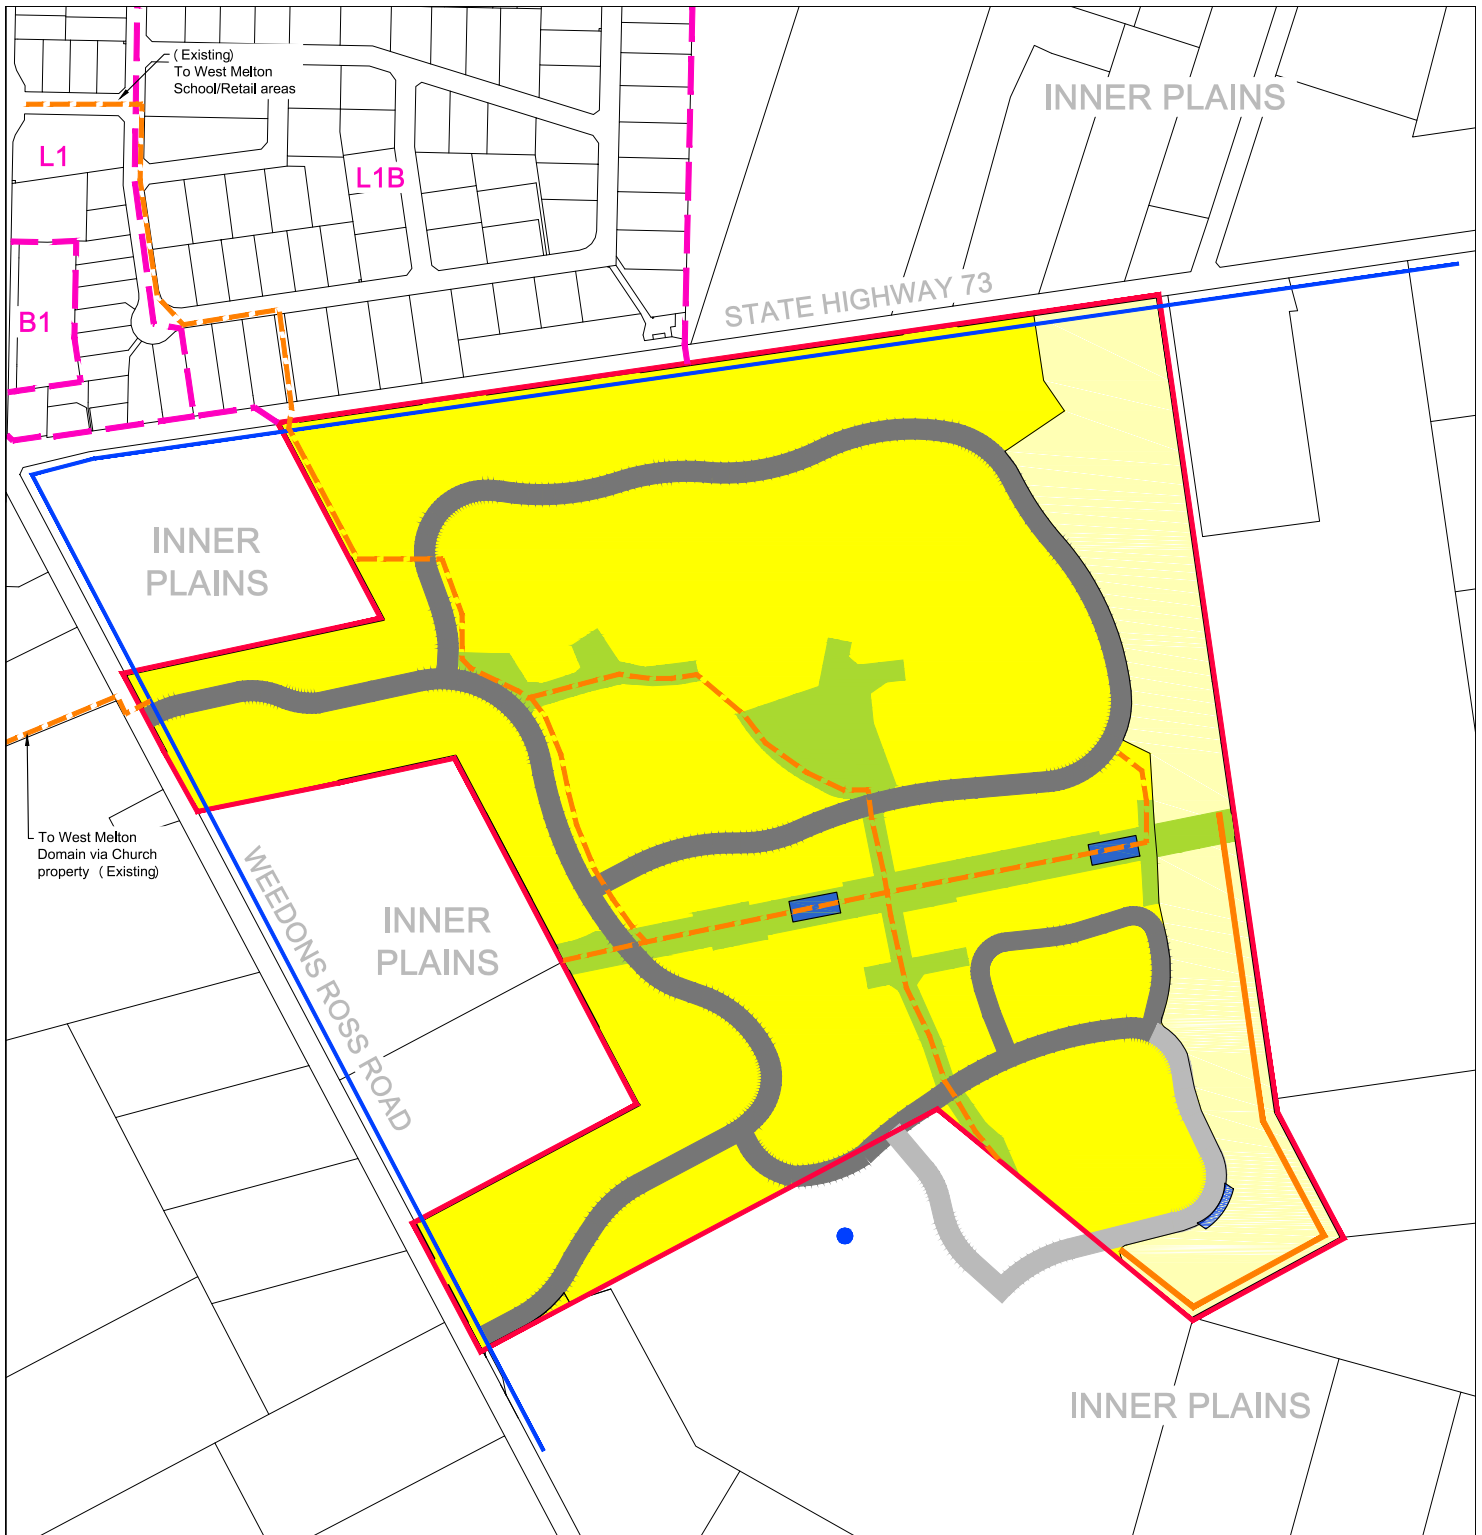 ( Existing)
To West Melton
School/Retail areas
INNER PLAINS
L1
L1B
B1
STATE HIGHWAY 73
INNER
PLAINS
To West Melton
Domain via Church
property ( Existing)
WEEDONS ROSS ROAD
INNER
PLAINS
INNER PLAINS